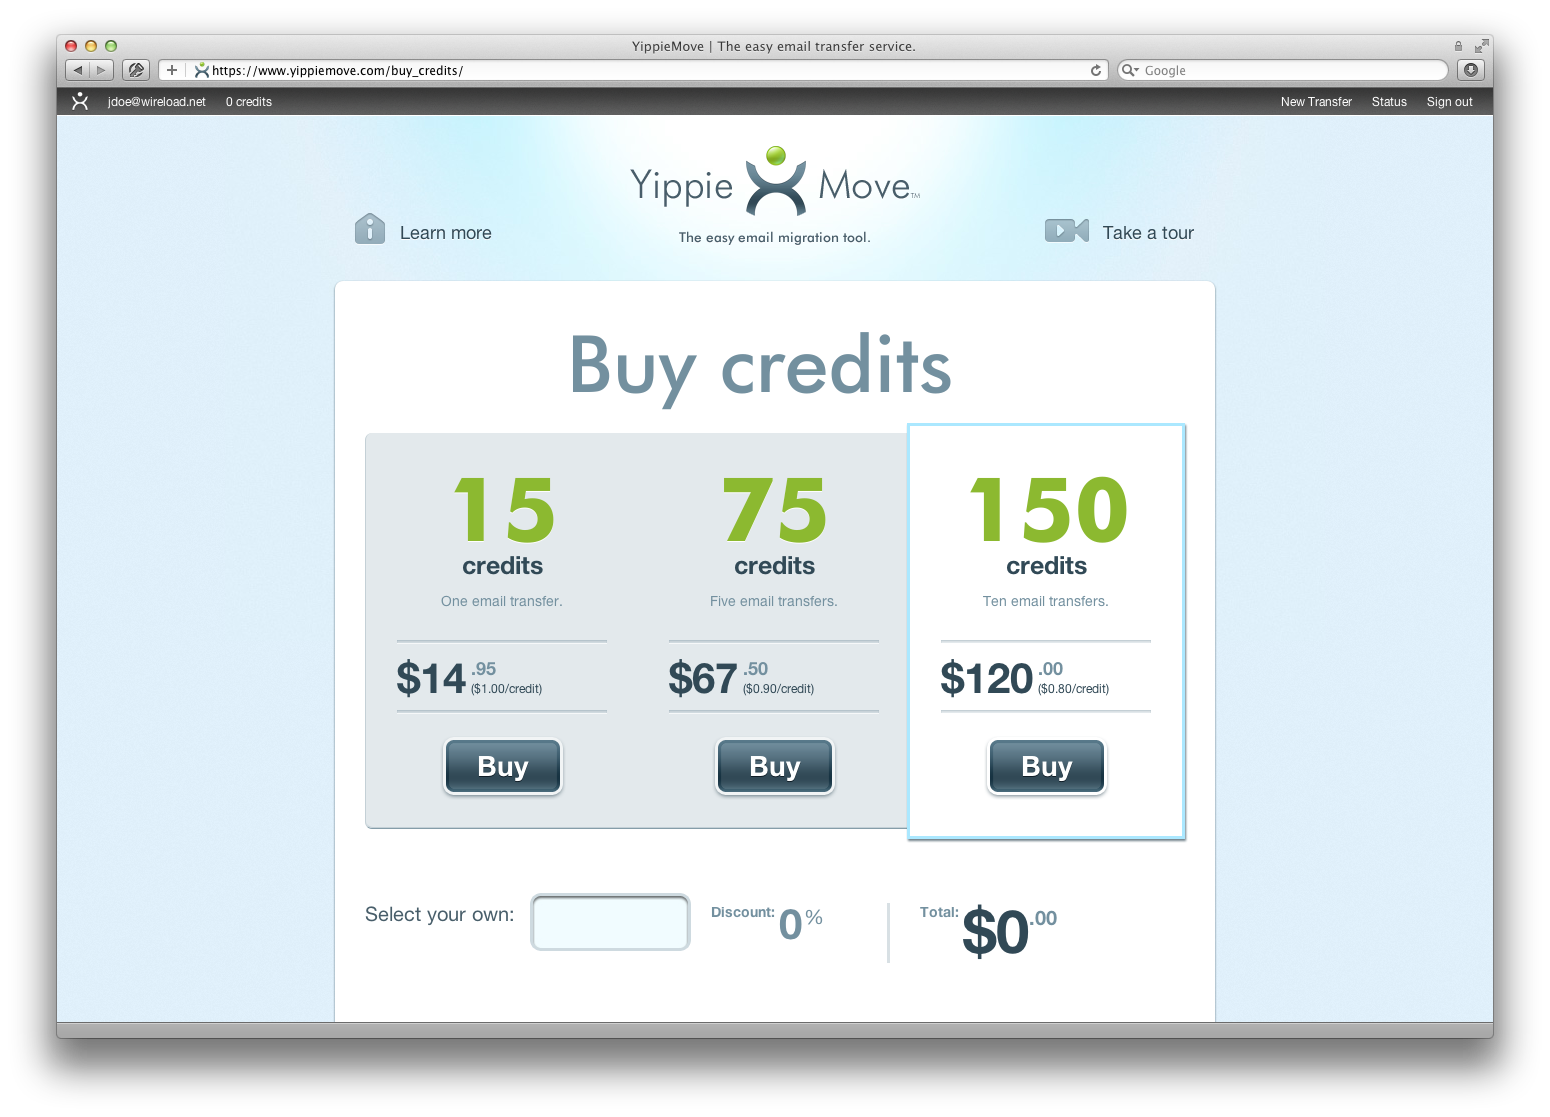 YippieMove | The easy email transfer service.
https://www.yippiemove.com/buy_credits/
Google
jdoe@wireload.net 0 credits New Transfer Status Sign out
Yippie Move™
The easy email migration tool.
Learn more
Take a tour
Buy credits
15 75 150
credits credits credits
One email transfer. Five email transfers. Ten email transfers.
$14.95 $67.50 $120.00
($1.00/credit) ($0.90/credit) ($0.80/credit)
Buy Buy Buy
Select your own: Discount: 0% Total: $0.00